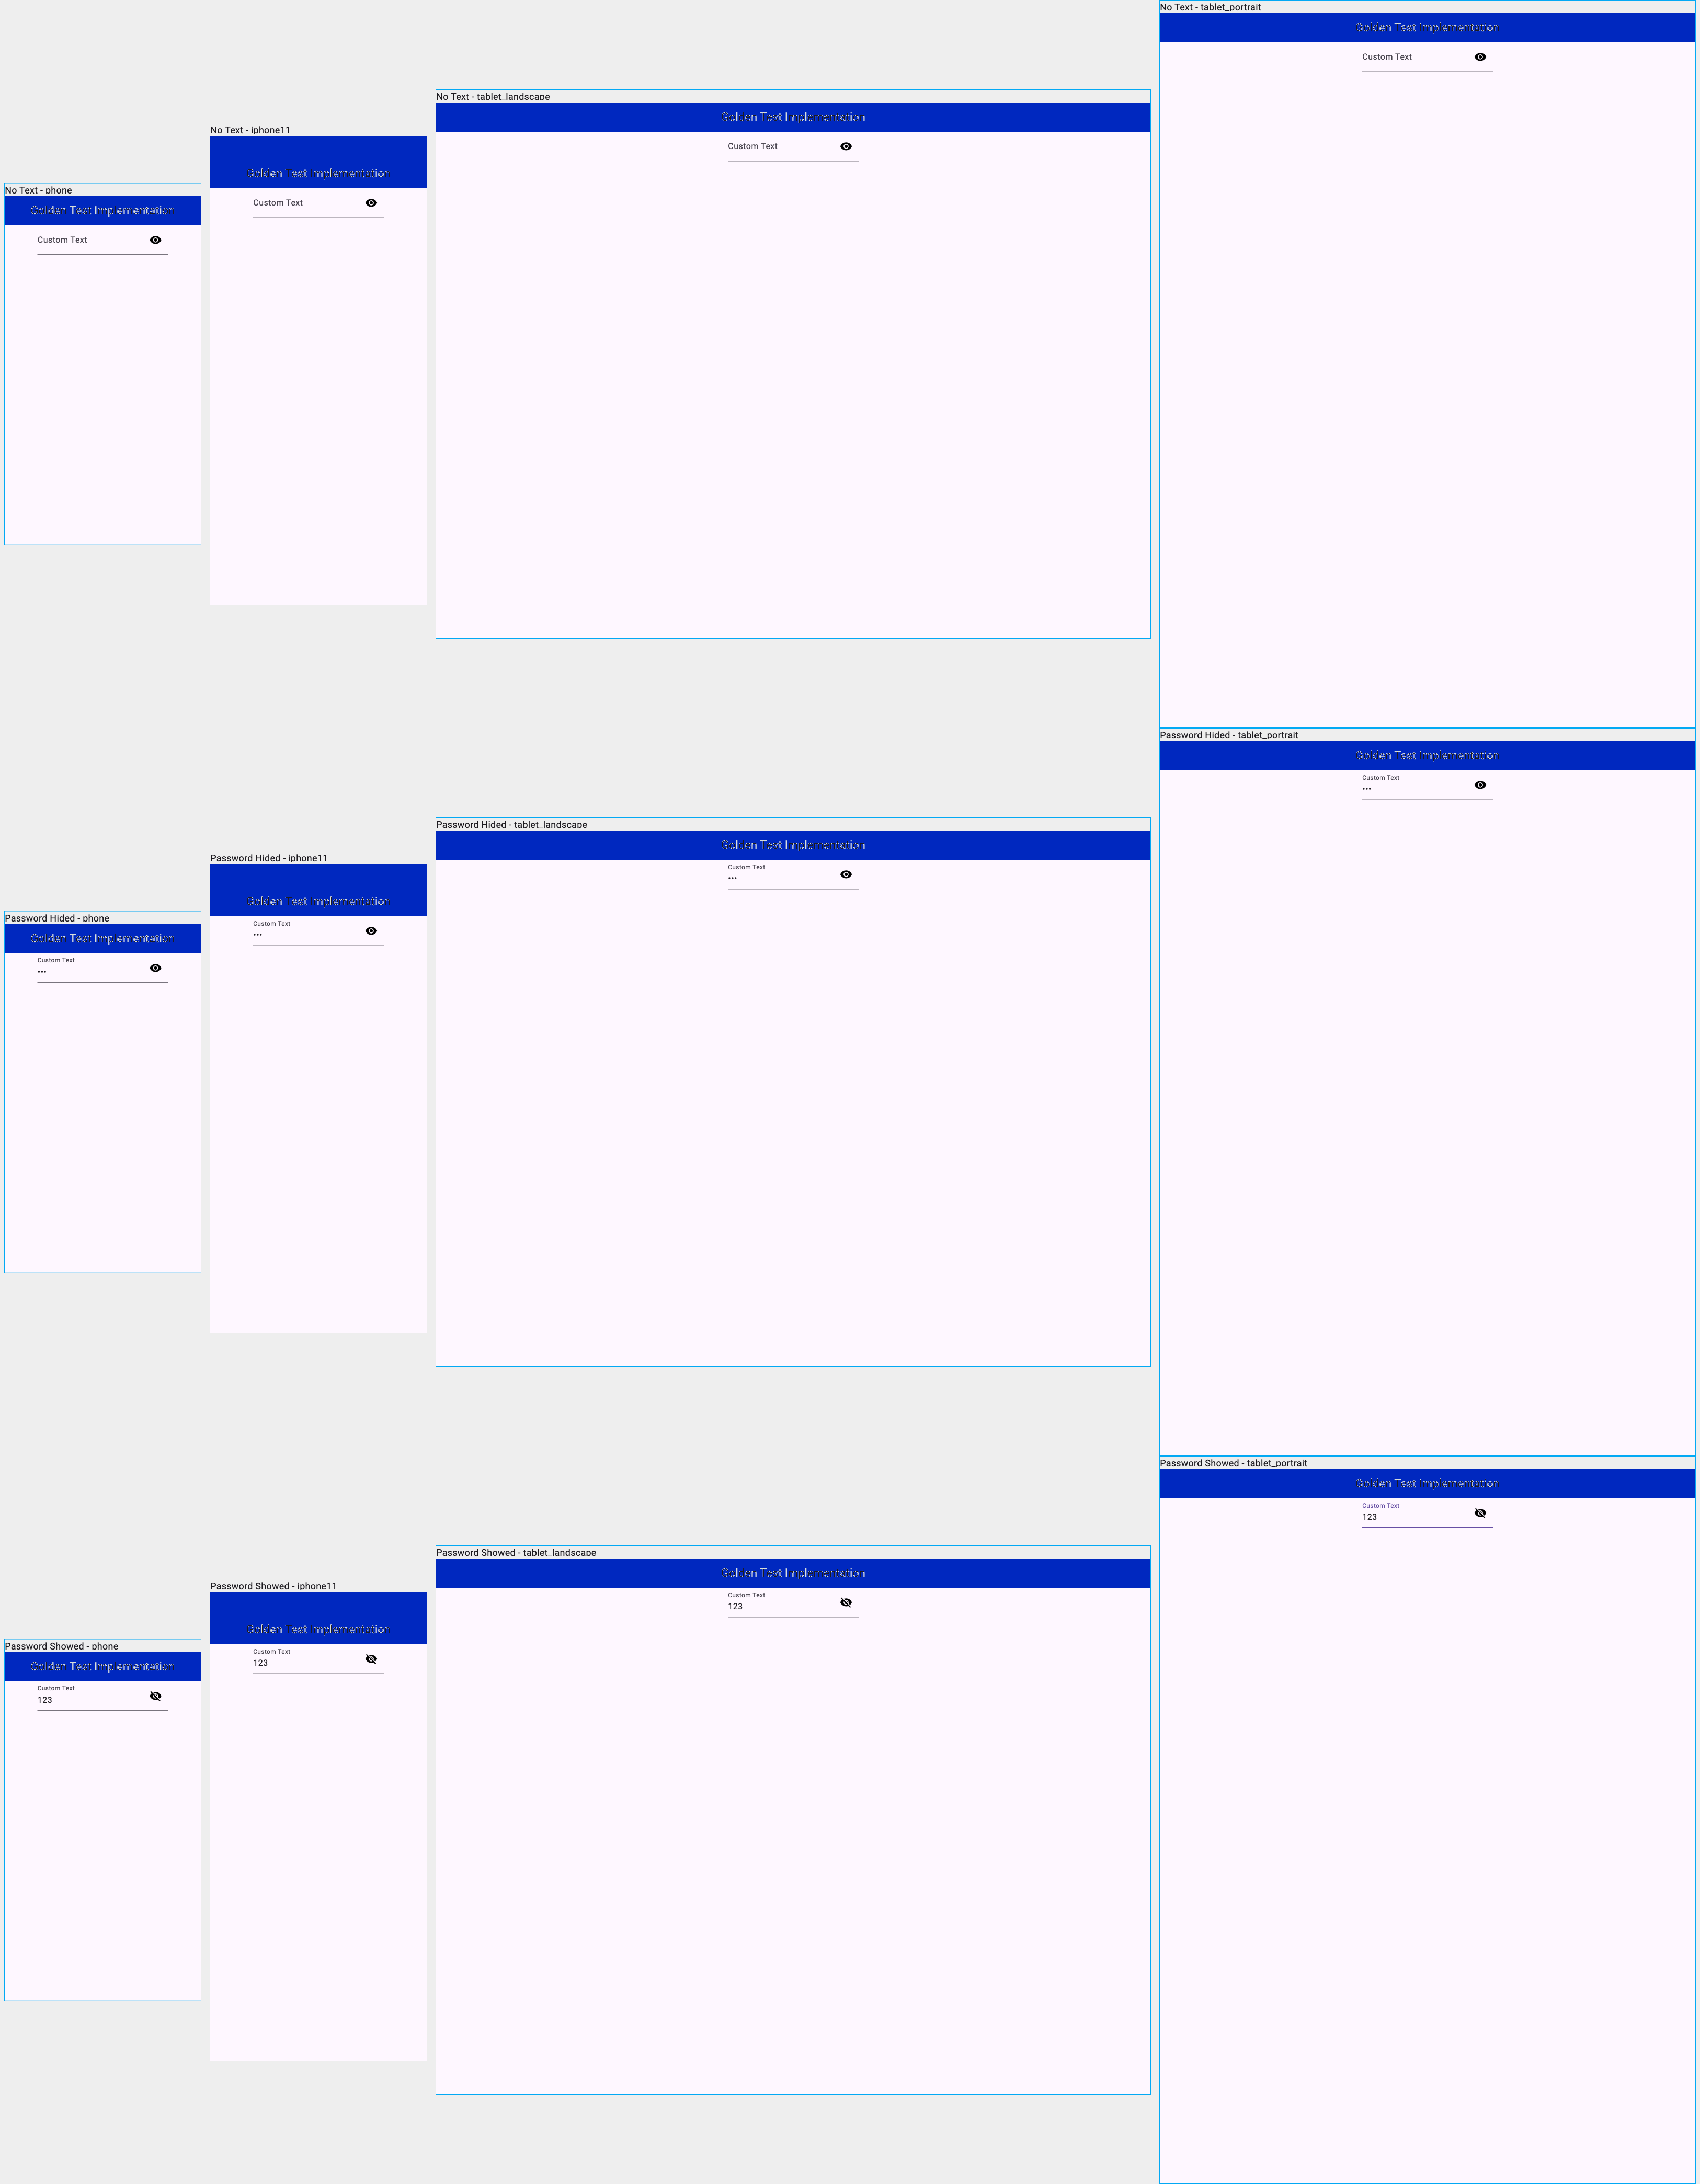 No Text - phone
Golden Test Implementation
Custom Text
No Text - iphone11
Golden Test Implementation
Custom Text
No Text - tablet_landscape
Golden Test Implementation
Custom Text
No Text - tablet_portrait
Golden Test Implementation
Custom Text
Password Hided - phone
Golden Test Implementation
Custom Text
•••
Password Hided - iphone11
Golden Test Implementation
Custom Text
•••
Password Hided - tablet_landscape
Golden Test Implementation
Custom Text
•••
Password Hided - tablet_portrait
Golden Test Implementation
Custom Text
•••
Password Showed - phone
Golden Test Implementation
Custom Text
123
Password Showed - iphone11
Golden Test Implementation
Custom Text
123
Password Showed - tablet_landscape
Golden Test Implementation
Custom Text
123
Password Showed - tablet_portrait
Golden Test Implementation
Custom Text
123